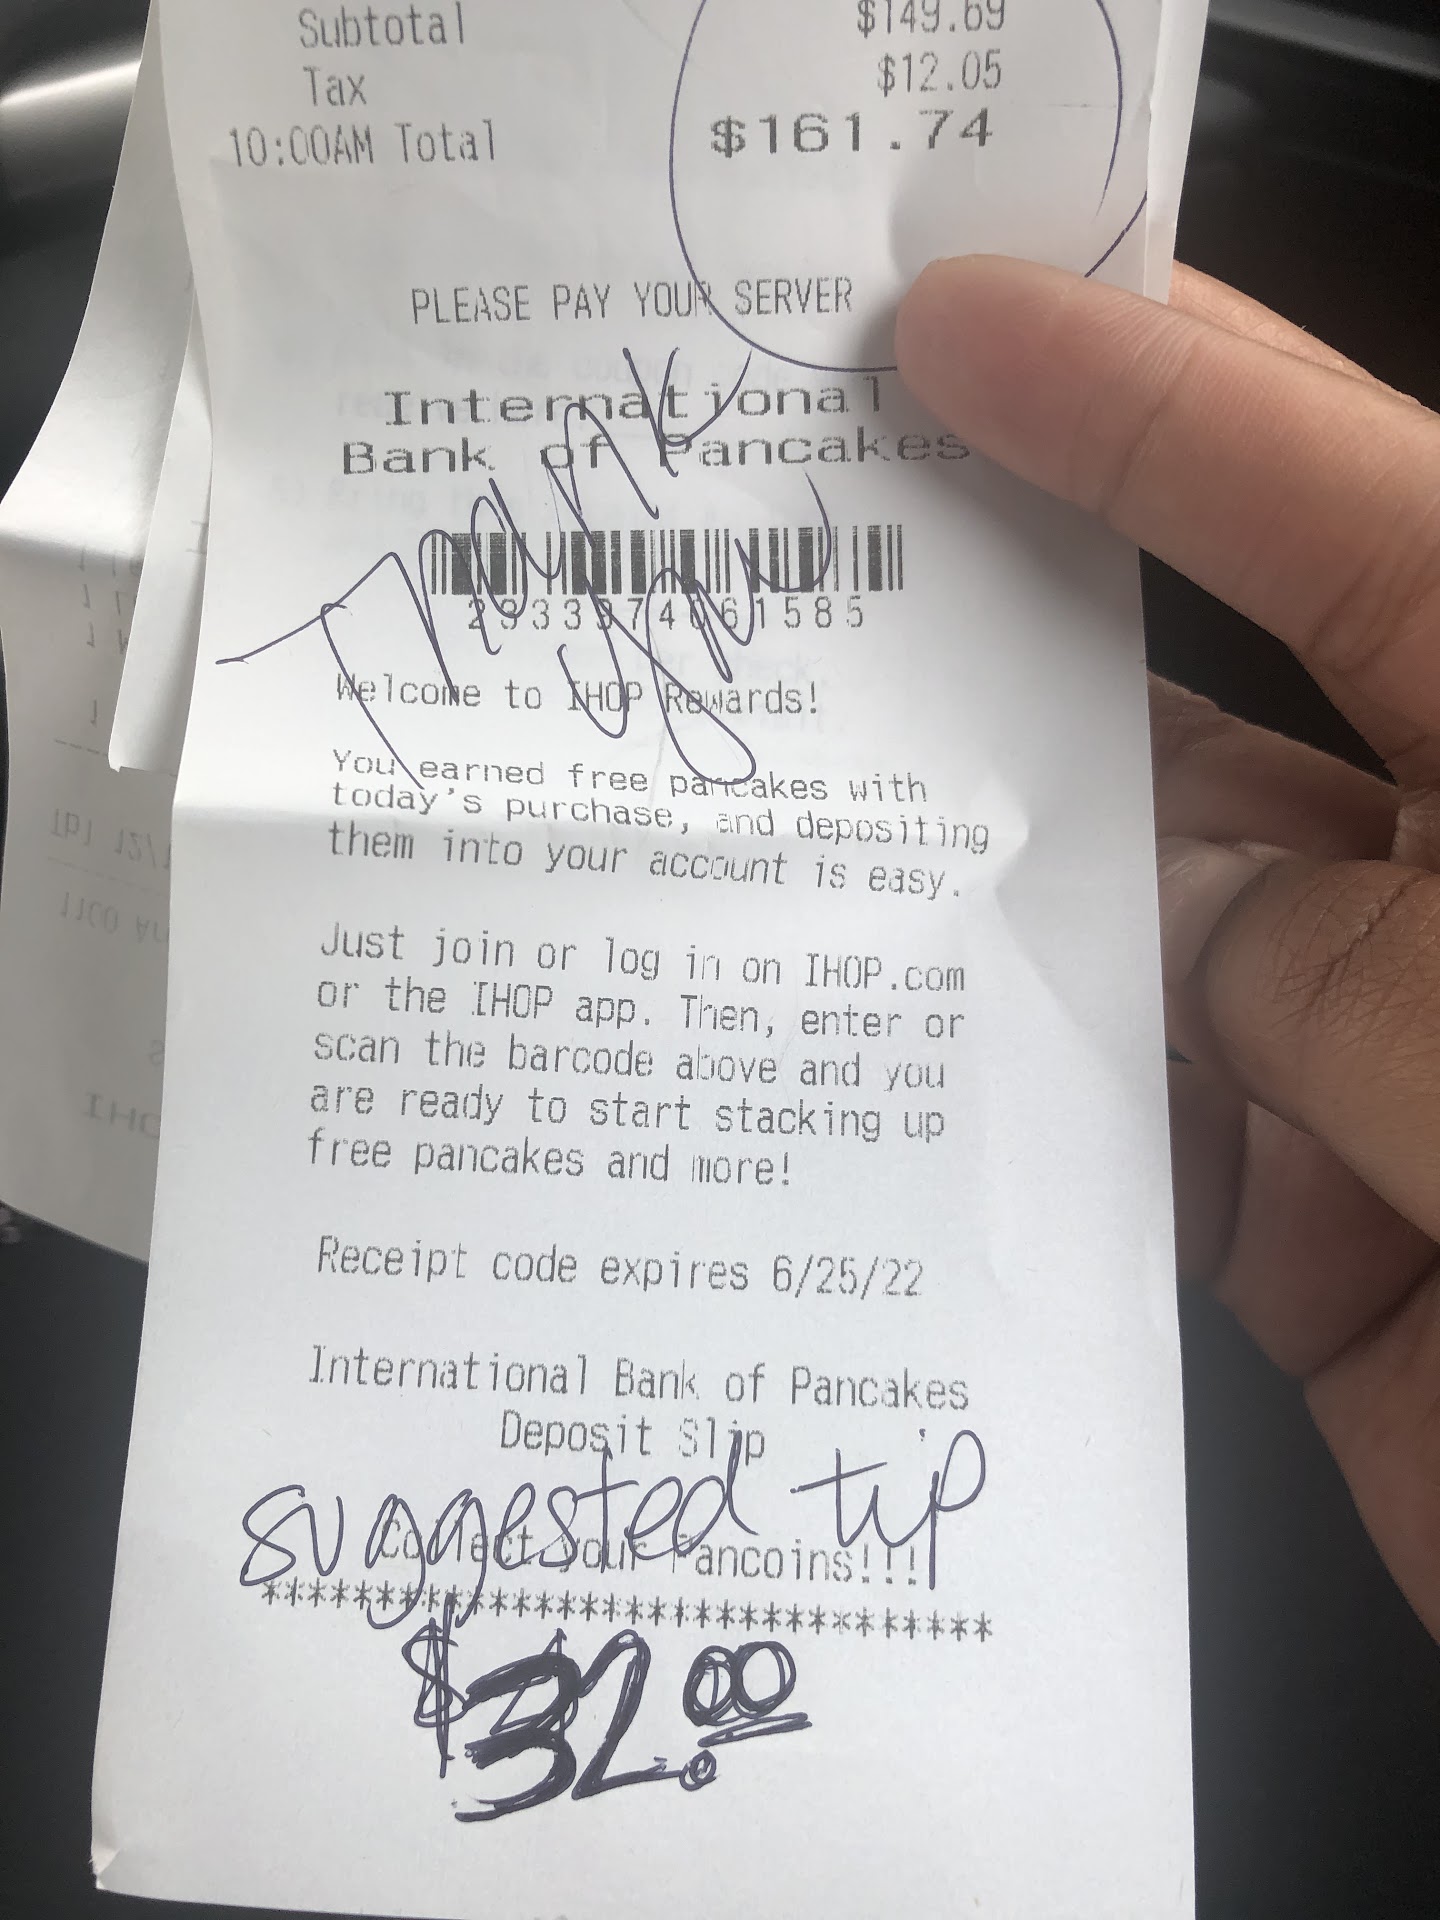 Subtotal $149.69
Tax $12.05
10:00AM Total $161.74
PLEASE PAY YOUR SERVER
International
Bank of Pancakes
Thank
you
2933374061585
Welcome to IHOP Rewards!
You earned free pancakes with
today's purchase, and depositing
them into your account is easy.
Just join or log in on IHOP.com
or the IHOP app. Then, enter or
scan the barcode above and you
are ready to start stacking up
free pancakes and more!
Receipt code expires 6/25/22
International Bank of Pancakes
Deposit Slip
suggested tip
Collect your Pancoins!!!
********************************
$32.00